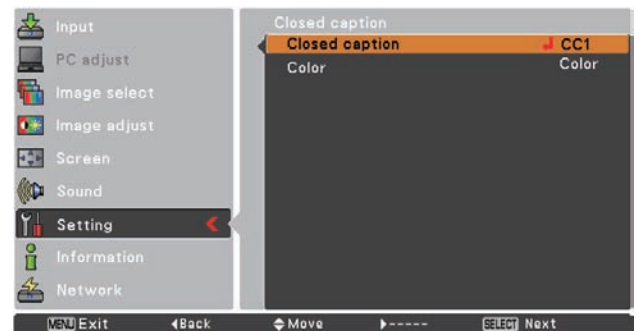 Input
PC adjust
Image select
Image adjust
Screen
Sound
Setting
Information
Network
Closed caption
Closed caption CC1
Color Color
MENU Exit Back Move ----- SELECT Next